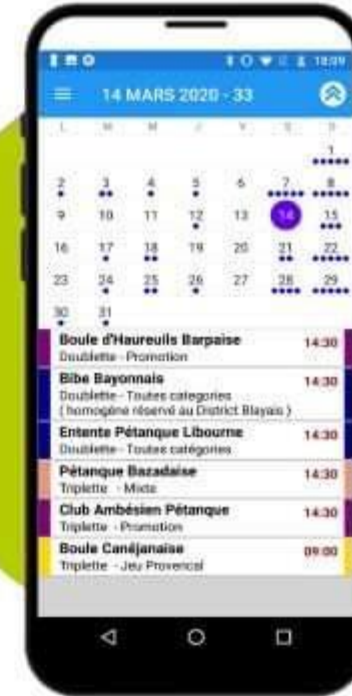 18:09
14 MARS 2020 - 33
L M M J V S D
1
2 3 4 5 6 7 8
9 10 11 12 13 14 15
16 17 18 19 20 21 22
23 24 25 26 27 28 29
30 31
Boule d'Haureuils Barpaise 14:30
Doublette - Promotion
Bibe Bayonnais 14:30
Doublette - Toutes categories
( homogène réservé au District Blayais )
Entente Pétanque Libourne 14:30
Doublette - Toutes catégories
Pétanque Bazadaise 14:30
Triplette - Mixte
Club Ambésien Pétanque 14:30
Triplette - Promotion
Boule Canéjanaise 09:00
Triplette - Jeu Provencal